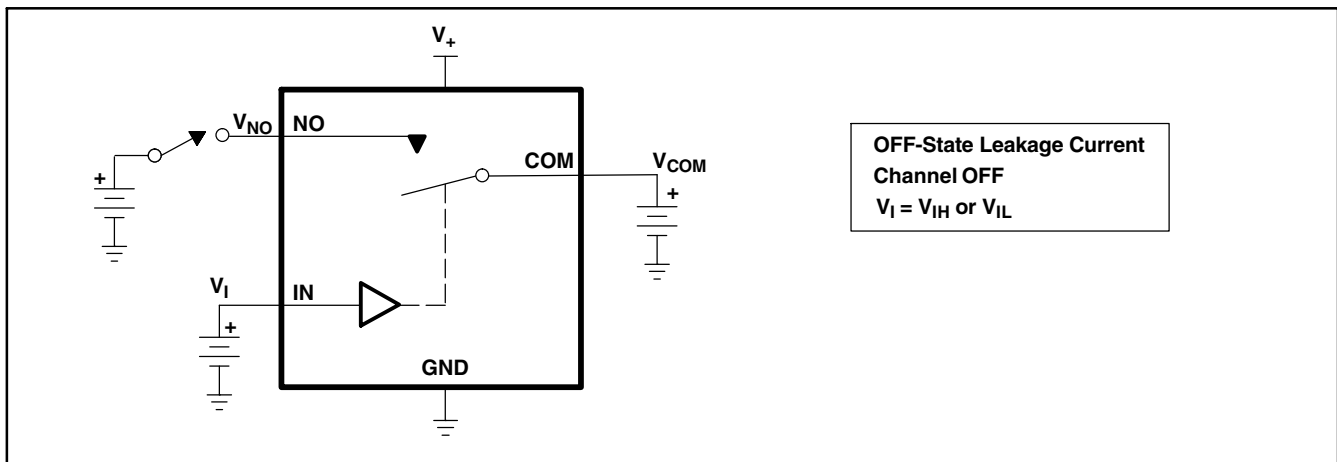 V+
VNO NO
COM VCOM
+
+
VI IN
+
GND
OFF-State Leakage Current
Channel OFF
VI = VIH or VIL